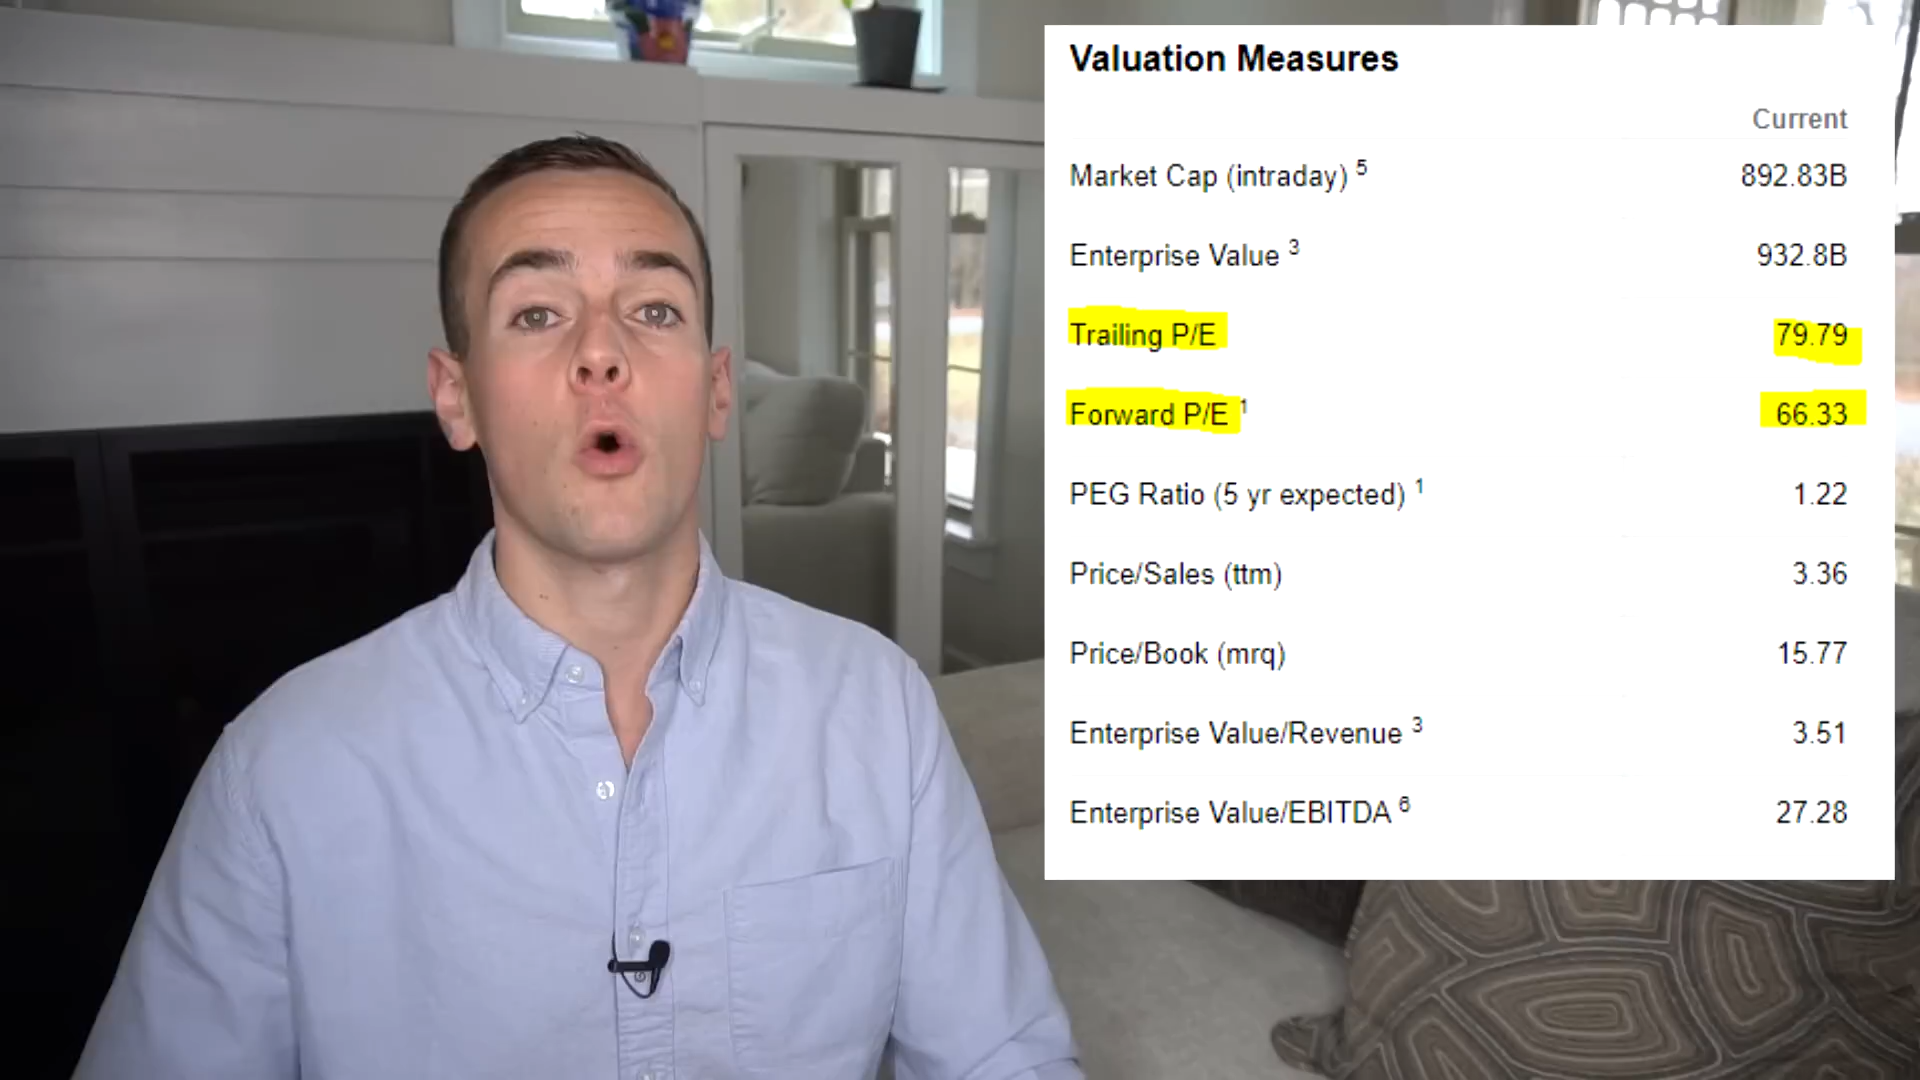 Valuation Measures
Current
Market Cap (intraday) 5 892.83B
Enterprise Value 3 932.8B
Trailing P/E 79.79
Forward P/E 1 66.33
PEG Ratio (5 yr expected) 1 1.22
Price/Sales (ttm) 3.36
Price/Book (mrq) 15.77
Enterprise Value/Revenue 3 3.51
Enterprise Value/EBITDA 6 27.28